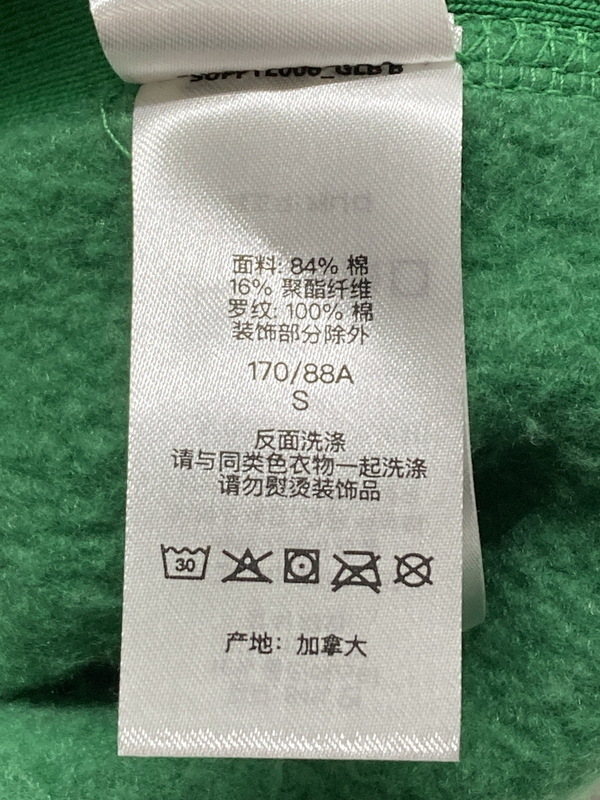 面料: 84% 棉
16% 聚酯纤维
罗纹: 100% 棉
装饰部分除外
170/88A
S
反面洗涤
请与同类色衣物一起洗涤
请勿熨烫装饰品
30
产地: 加拿大